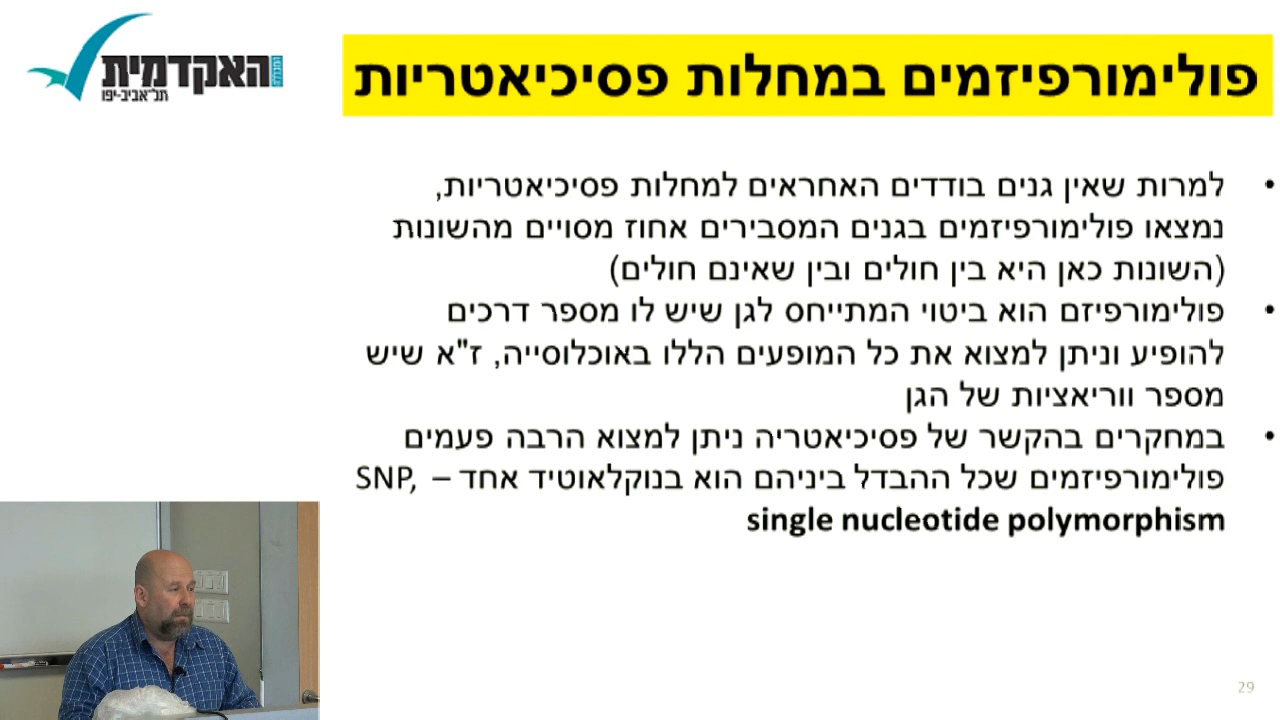 האקדמית
תל־אביב-יפו
פולימורפיזמים במחלות פסיכיאטריות
• למרות שאין גנים בודדים האחראים למחלות פסיכיאטריות,
נמצאו פולימורפיזמים בגנים המסבירים אחוז מסויים מהשונות
(השונות כאן היא בין חולים ובין שאינם חולים)
• פולימורפיזם הוא ביטוי המתייחס לגן שיש לו מספר דרכים
להופיע וניתן למצוא את כל המופעים הללו באוכלוסייה, ז"א שיש
מספר ווריאציות של הגן
• במחקרים בהקשר של פסיכיאטריה ניתן למצוא הרבה פעמים
פולימורפיזמים שכל ההבדל ביניהם הוא בנוקלאוטיד אחד – SNP,
single nucleotide polymorphism
29